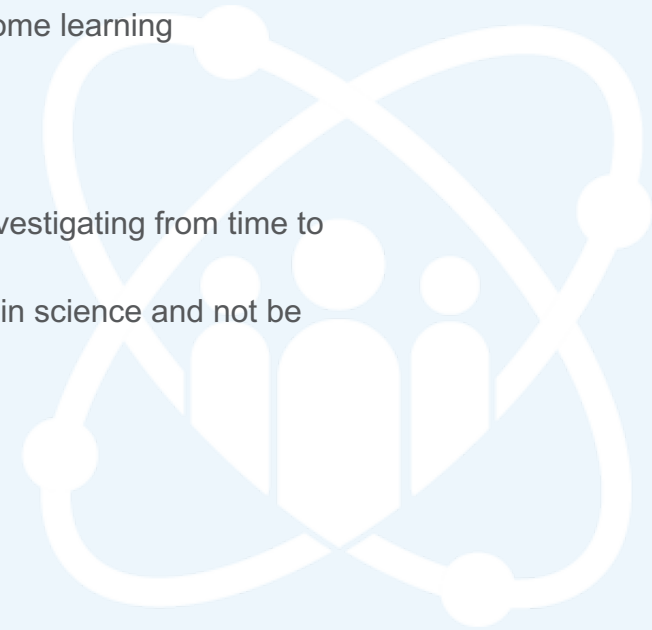 ome learning
vestigating from time to
in science and not be